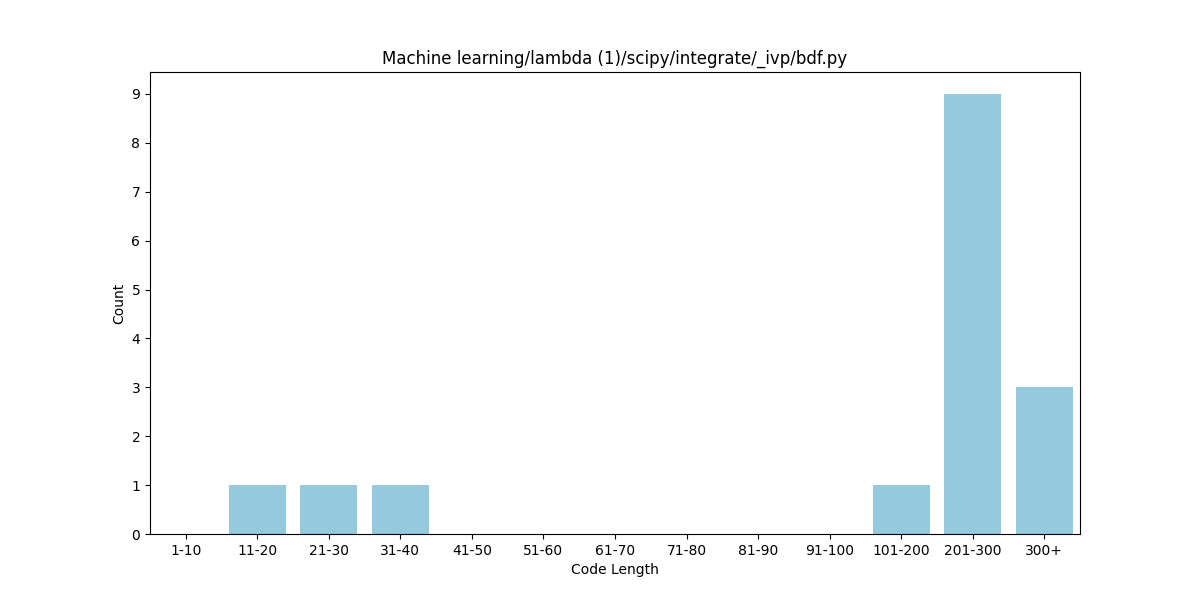 Machine learning/lambda (1)/scipy/integrate/_ivp/bdf.py
Count
9
8
7
6
5
4
3
2
1
0
1-10 11-20 21-30 31-40 41-50 51-60 61-70 71-80 81-90 91-100 101-200 201-300 300+
Code Length